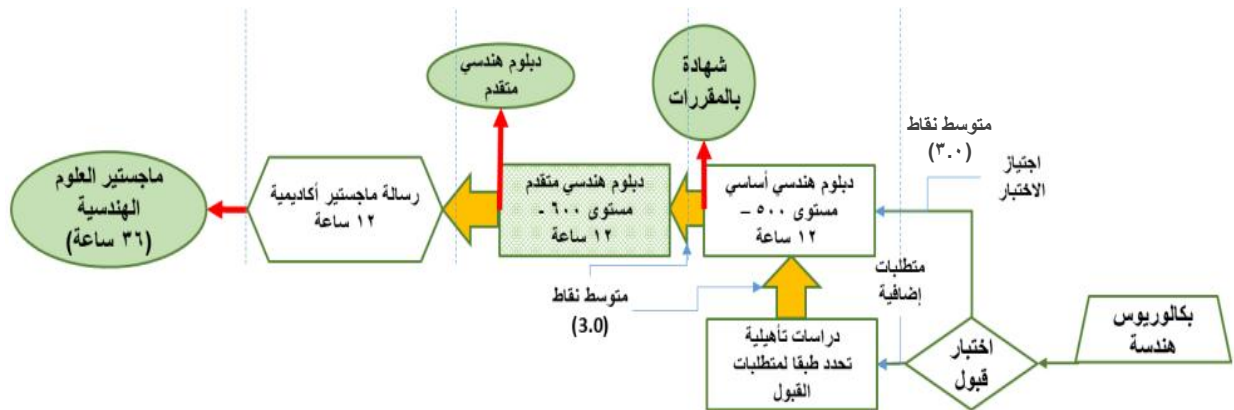 بكالوريوس
هندسة
اختبار
قبول
اجتياز
الاختبار
متوسط نقاط
(٣.٠)
متطلبات
إضافية
دراسات تأهيلية
تحدد طبقا لمتطلبات
القبول
دبلوم هندسي أساسي
مستوى ٥٠٠ –
١٢ ساعة
شهادة
بالمقررات
متوسط نقاط
(3.0)
دبلوم هندسي متقدم
مستوى ٦٠٠ -
١٢ ساعة
دبلوم هندسي
متقدم
رسالة ماجستير أكاديمية
١٢ ساعة
ماجستير العلوم
الهندسية
(٣٦ ساعة)